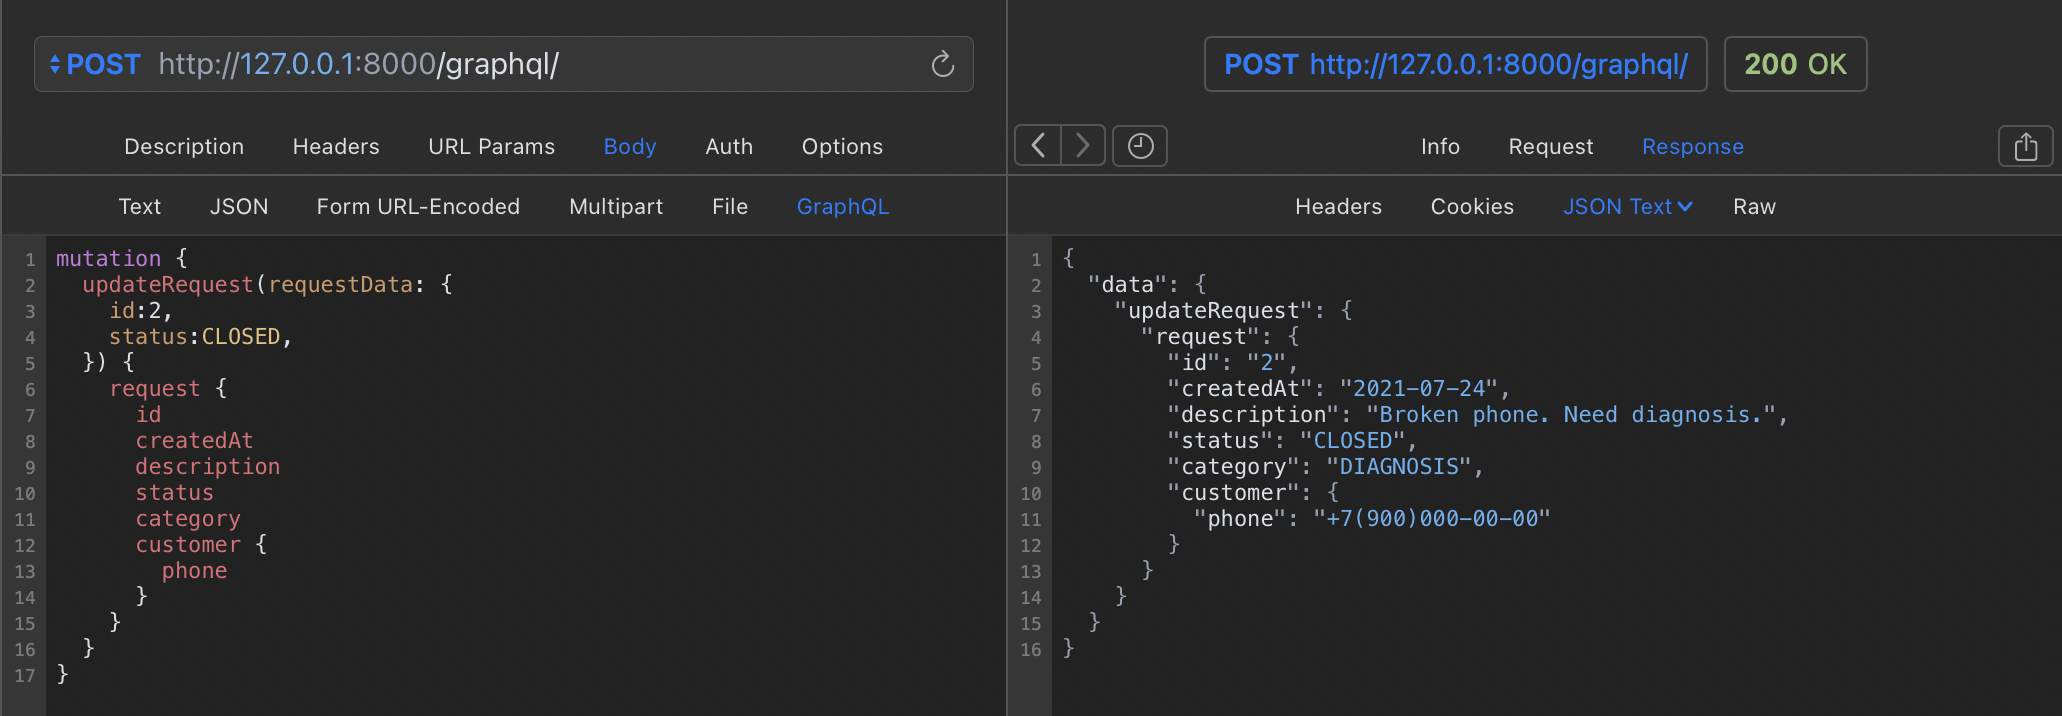 POST http://127.0.0.1:8000/graphql/
Description Headers URL Params Body Auth Options
Text JSON Form URL-Encoded Multipart File GraphQL
1 mutation {
2   updateRequest(requestData: {
3     id:2,
4     status:CLOSED,
5   }) {
6     request {
7       id
8       createdAt
9       description
10       status
11       category
12       customer {
13         phone
14       }
15     }
16   }
17 }
POST http://127.0.0.1:8000/graphql/ 200 OK
Info Request Response
Headers Cookies JSON Text Raw
1 {
2   "data": {
3     "updateRequest": {
4       "request": {
5         "id": "2",
6         "createdAt": "2021-07-24",
7         "description": "Broken phone. Need diagnosis.",
8         "status": "CLOSED",
9         "category": "DIAGNOSIS",
10         "customer": {
11           "phone": "+7(900)000-00-00"
12         }
13       }
14     }
15   }
16 }